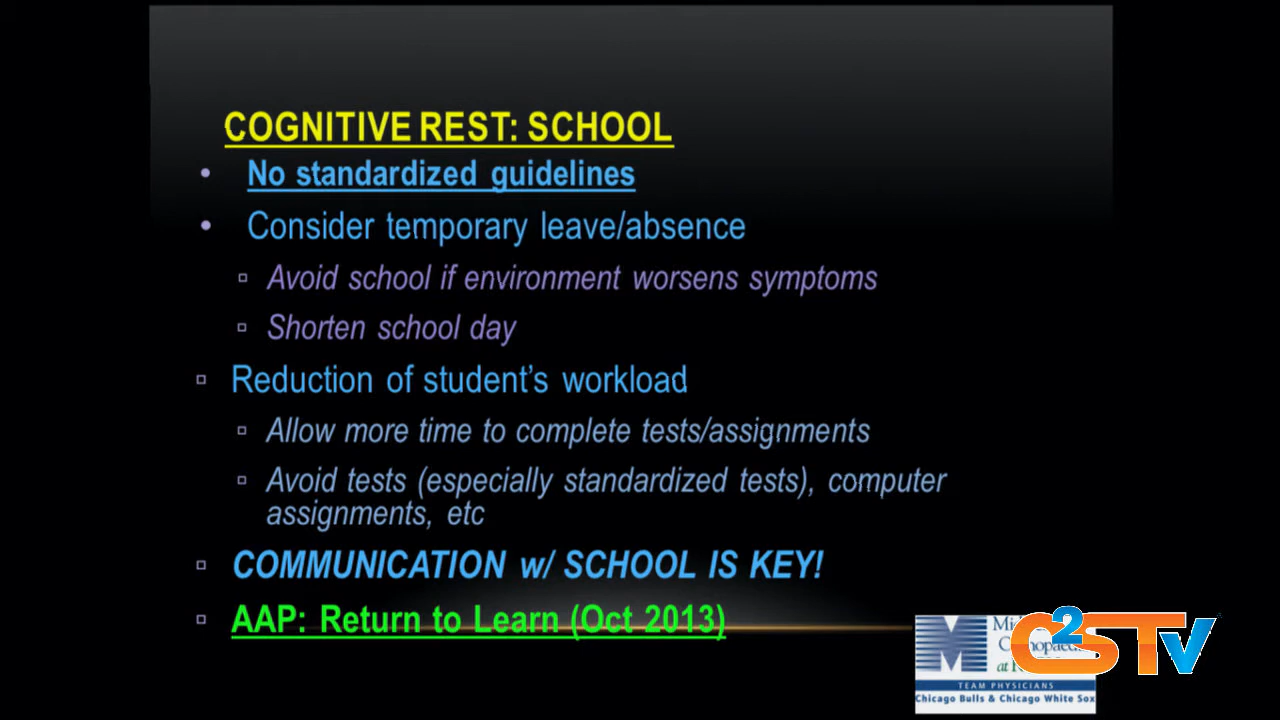 COGNITIVE REST: SCHOOL
No standardized guidelines
Consider temporary leave/absence
Avoid school if environment worsens symptoms
Shorten school day
Reduction of student's workload
Allow more time to complete tests/assignments
Avoid tests (especially standardized tests), computer
assignments, etc
COMMUNICATION w/ SCHOOL IS KEY!
AAP: Return to Learn (Oct 2013)
C2STv
M
at
TEAM PHYSICIANS
Chicago Bulls & Chicago White Sox